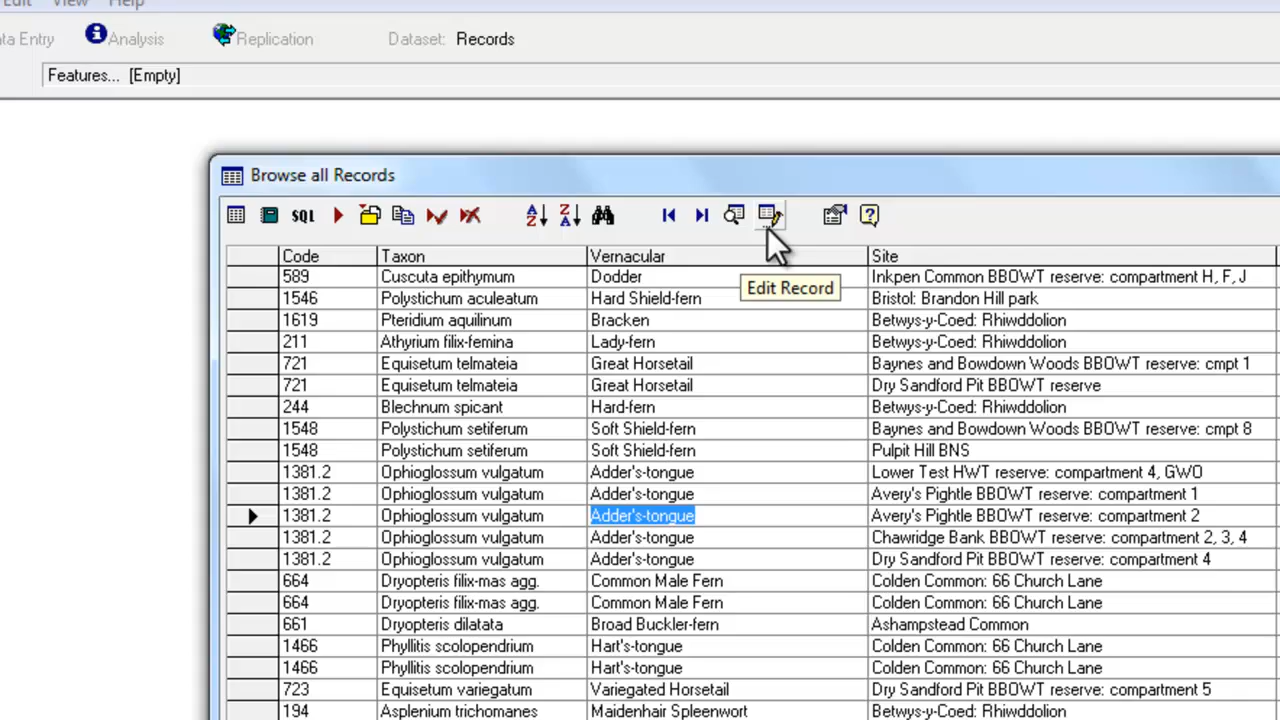 Edit View Help
ta Entry Analysis Replication Dataset: Records
Features... [Empty]
Browse all Records
SQL
Code Taxon Vernacular Site
589 Cuscuta epithymum Dodder Inkpen Common BBOWT reserve: compartment H, F, J
Edit Record
1546 Polystichum aculeatum Hard Shield-fern Bristol: Brandon Hill park
1619 Pteridium aquilinum Bracken Betwys-y-Coed: Rhiwddolion
211 Athyrium filix-femina Lady-fern Betwys-y-Coed: Rhiwddolion
721 Equisetum telmateia Great Horsetail Baynes and Bowdown Woods BBOWT reserve: cmpt 1
721 Equisetum telmateia Great Horsetail Dry Sandford Pit BBOWT reserve
244 Blechnum spicant Hard-fern Betwys-y-Coed: Rhiwddolion
1548 Polystichum setiferum Soft Shield-fern Baynes and Bowdown Woods BBOWT reserve: cmpt 8
1548 Polystichum setiferum Soft Shield-fern Pulpit Hill BNS
1381.2 Ophioglossum vulgatum Adder's-tongue Lower Test HWT reserve: compartment 4, GWO
1381.2 Ophioglossum vulgatum Adder's-tongue Avery's Pightle BBOWT reserve: compartment 1
1381.2 Ophioglossum vulgatum Adder's-tongue Avery's Pightle BBOWT reserve: compartment 2
1381.2 Ophioglossum vulgatum Adder's-tongue Chawridge Bank BBOWT reserve: compartment 2, 3, 4
1381.2 Ophioglossum vulgatum Adder's-tongue Dry Sandford Pit BBOWT reserve: compartment 4
664 Dryopteris filix-mas agg. Common Male Fern Colden Common: 66 Church Lane
664 Dryopteris filix-mas agg. Common Male Fern Colden Common: 66 Church Lane
661 Dryopteris dilatata Broad Buckler-fern Ashampstead Common
1466 Phyllitis scolopendrium Hart's-tongue Colden Common: 66 Church Lane
1466 Phyllitis scolopendrium Hart's-tongue Colden Common: 66 Church Lane
723 Equisetum variegatum Variegated Horsetail Dry Sandford Pit BBOWT reserve: compartment 5
194 Asplenium trichomanes Maidenhair Spleenwort Betwys-y-Coed: Rhiwddolion